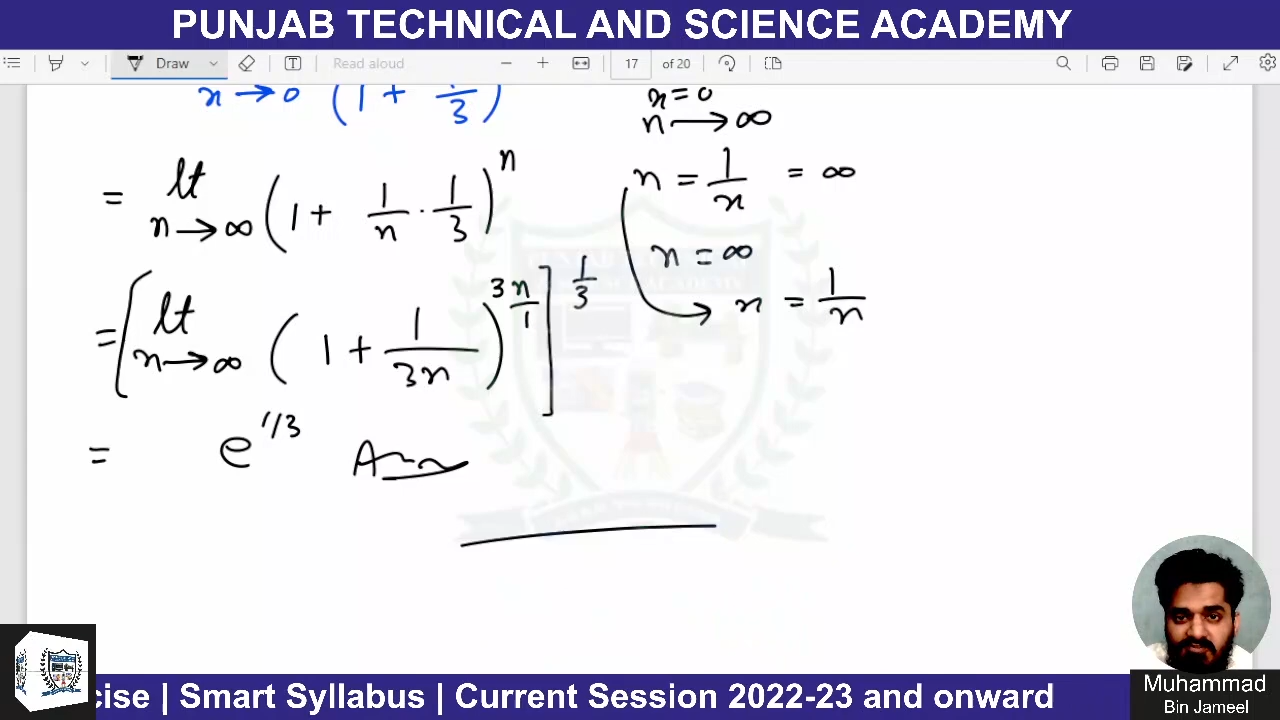 PUNJAB TECHNICAL AND SCIENCE ACADEMY
Draw Read aloud 17 of 20
x → 0 (1 + /3)
x = 0
n → ∞
= lt n → ∞ (1 + 1/n · 1/3)^n
n = 1/x = ∞
n = ∞
x = 1/n
= [lt n → ∞ (1 + 1/3n)^3n/1]^1/3
= e^1/3 Ans
cise | Smart Syllabus | Current Session 2022-23 and onward
Muhammad
Bin Jameel